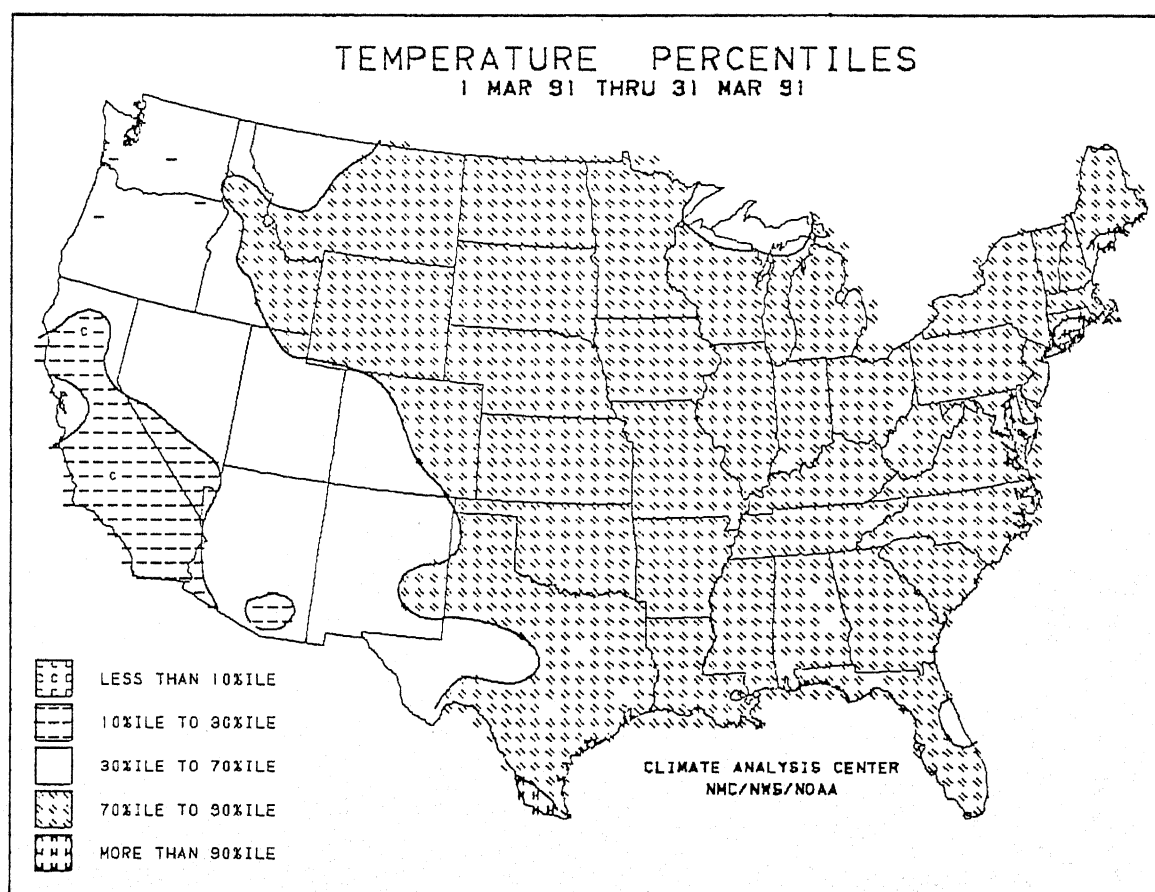 TEMPERATURE PERCENTILES
1 MAR 91 THRU 31 MAR 91
C
C
H H
H H
C LESS THAN 10%ILE
10%ILE TO 30%ILE
30%ILE TO 70%ILE
70%ILE TO 90%ILE
MORE THAN 90%ILE
CLIMATE ANALYSIS CENTER
NMC/NWS/NOAA